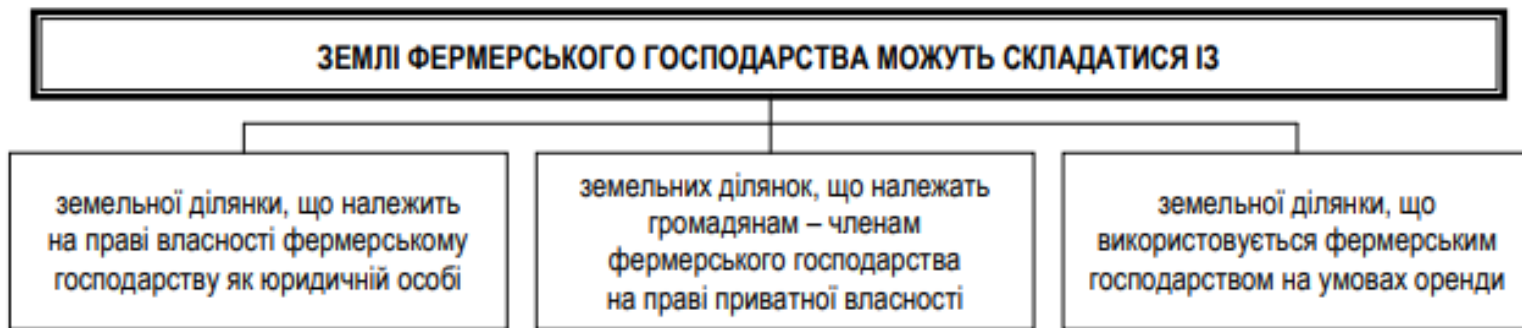 ЗЕМЛІ ФЕРМЕРСЬКОГО ГОСПОДАРСТВА МОЖУТЬ СКЛАДАТИСЯ ІЗ
земельної ділянки, що належить
на праві власності фермерському
господарству як юридичній особі
земельних ділянок, що належать
громадянам – членам
фермерського господарства
на праві приватної власності
земельної ділянки, що
використовується фермерським
господарством на умовах оренди